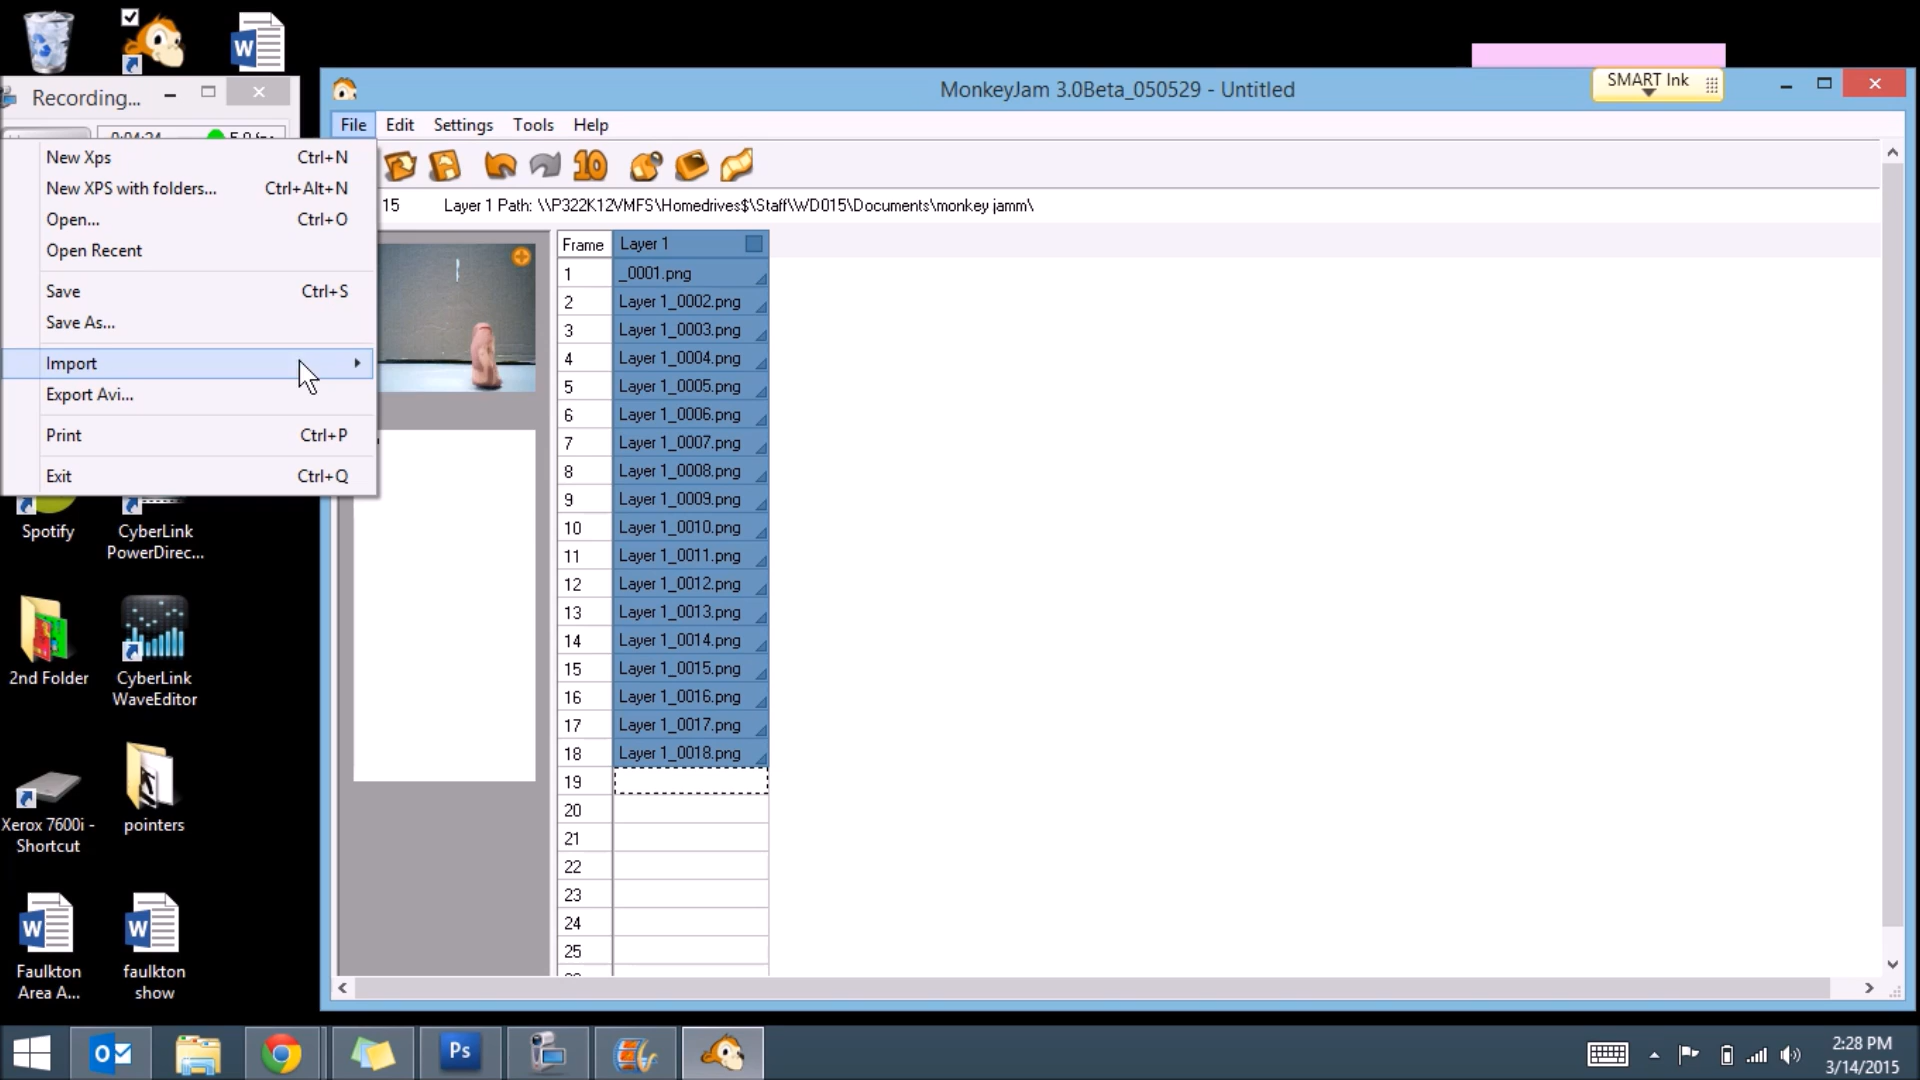 Recording...
MonkeyJam 3.0Beta_050529 - Untitled
SMART Ink
File Edit Settings Tools Help
New Xps Ctrl+N
New XPS with folders... Ctrl+Alt+N
Open... Ctrl+O
Open Recent
Save Ctrl+S
Save As...
Import
Export Avi...
Print Ctrl+P
Exit Ctrl+Q
10
15 Layer 1 Path: \\P322K12VMFS\Homedrives$\Staff\WD015\Documents\monkey jamm\
Frame Layer 1
1 _0001.png
2 Layer 1_0002.png
3 Layer 1_0003.png
4 Layer 1_0004.png
5 Layer 1_0005.png
6 Layer 1_0006.png
7 Layer 1_0007.png
8 Layer 1_0008.png
9 Layer 1_0009.png
10 Layer 1_0010.png
11 Layer 1_0011.png
12 Layer 1_0012.png
13 Layer 1_0013.png
14 Layer 1_0014.png
15 Layer 1_0015.png
16 Layer 1_0016.png
17 Layer 1_0017.png
18 Layer 1_0018.png
19
20
21
22
23
24
25
Spotify
CyberLink
PowerDirec...
2nd Folder
CyberLink
WaveEditor
Xerox 7600i -
Shortcut
pointers
Faulkton
Area A...
faulkton
show
Ps
2:28 PM
3/14/2015